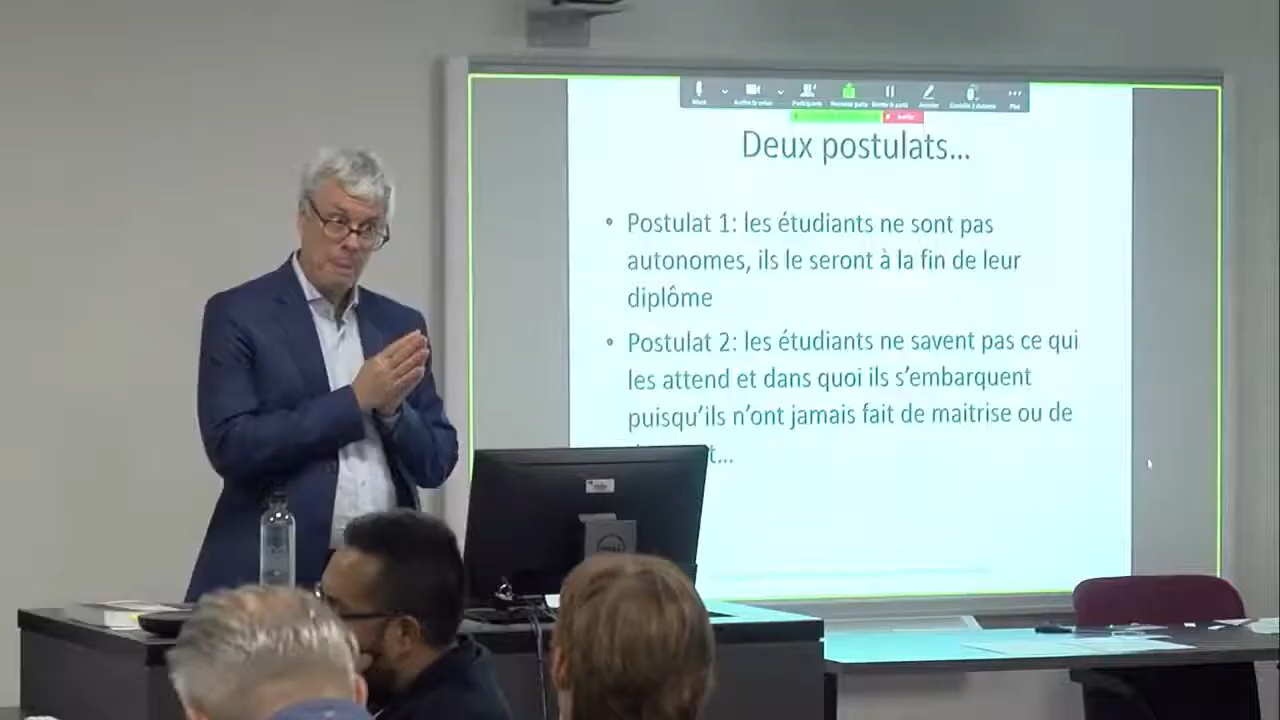 Deux postulats...
• Postulat 1: les étudiants ne sont pas
autonomes, ils le seront à la fin de leur
diplôme
• Postulat 2: les étudiants ne savent pas ce qui
les attend et dans quoi ils s'embarquent
puisqu'ils n'ont jamais fait de maitrise ou de
t...